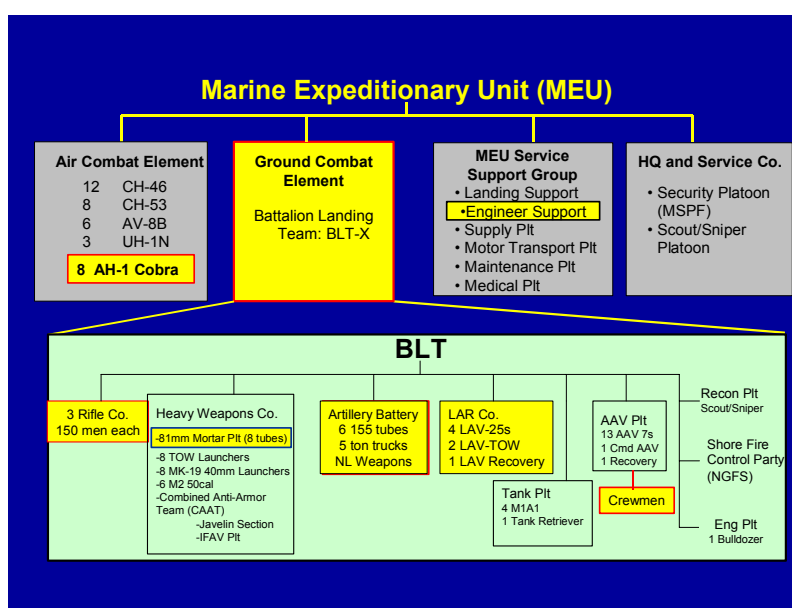 Marine Expeditionary Unit (MEU)
Air Combat Element
12 CH-46
8 CH-53
6 AV-8B
3 UH-1N
8 AH-1 Cobra
Ground Combat
Element
Battalion Landing
Team: BLT-X
MEU Service
Support Group
• Landing Support
•Engineer Support
• Supply Plt
• Motor Transport Plt
• Maintenance Plt
• Medical Plt
HQ and Service Co.
• Security Platoon
(MSPF)
• Scout/Sniper
Platoon
BLT
3 Rifle Co.
150 men each
Heavy Weapons Co.
-81mm Mortar Plt (8 tubes)
-8 TOW Launchers
-8 MK-19 40mm Launchers
-6 M2 50cal
-Combined Anti-Armor
Team (CAAT)
-Javelin Section
-IFAV Plt
Artillery Battery
6 155 tubes
5 ton trucks
NL Weapons
LAR Co.
4 LAV-25s
2 LAV-TOW
1 LAV Recovery
Tank Plt
4 M1A1
1 Tank Retriever
AAV Plt
13 AAV 7s
1 Cmd AAV
1 Recovery
Crewmen
Recon Plt
Scout/Sniper
Shore Fire
Control Party
(NGFS)
Eng Plt
1 Bulldozer